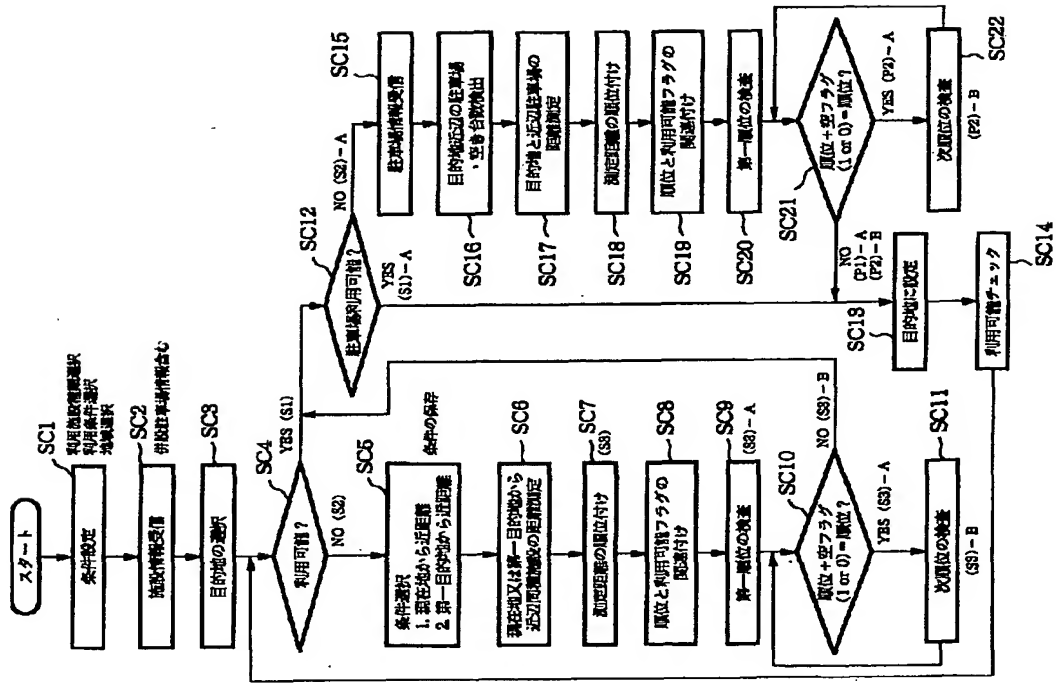 スタート
SC1
利用施設種類選択
利用条件選択
地域選択
条件設定
SC2
併設駐車場情報含む
施設情報受信
SC3
目的地の選択
SC4
利用可能？
YES (S1)
NO (S2)
SC5
条件の保存
条件選択
1. 現在地から近距離
2. 第一目的地から近距離
SC6
現在地又は第一目的地から
近辺同種施設の距離測定
SC7
(S3)
測定距離の順位付け
SC8
順位と利用可能フラグの
関連付け
SC9
(S3)-A
第一順位の検査
SC10
順位+空フラグ
(1 or 0)=順位？
NO (S3)-B
YES (S3)-A
SC11
次順位の検査
(S3)-B
SC12
駐車場利用可能？
NO (S2)-A
YES
(S1)-A
SC15
駐車場情報受信
SC16
目的地近辺の駐車場
，空き台数検出
SC17
目的地と近辺駐車場の
距離測定
SC18
測定距離の順位付け
SC19
順位と利用可能フラグの
関連付け
SC20
第一順位の検査
SC21
順位+空フラグ
(1 or 0)=順位？
NO
(P1)-A
(P2)-B
YES (P2)-A
SC22
次順位の検査
(P2)-B
SC13
目的地に設定
SC14
利用可能チェック